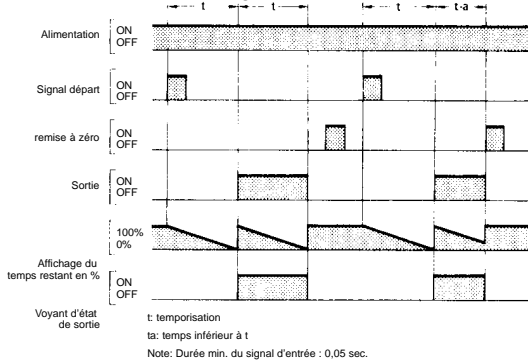 t t t t-a
Alimentation ON
OFF
Signal départ ON
OFF
remise à zéro ON
OFF
Sortie ON
OFF
100%
0%
Affichage du
temps restant en %
ON
OFF
Voyant d'état
de sortie
t: temporisation
ta: temps inférieur à t
Note: Durée min. du signal d'entrée : 0,05 sec.